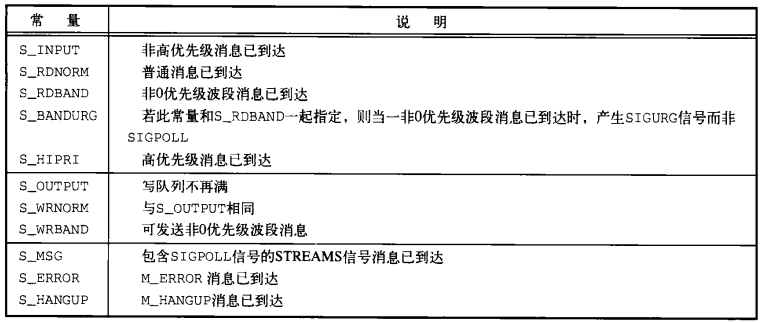 常 量 说 明
S_INPUT 非高优先级消息已到达
S_RDNORM 普通消息已到达
S_RDBAND 非0优先级波段消息已到达
S_BANDURG 若此常量和S_RDBAND一起指定，则当一非0优先级波段消息已到达时，产生SIGURG信号而非
SIGPOLL
S_HIPRI 高优先级消息已到达
S_OUTPUT 写队列不再满
S_WRNORM 与S_OUTPUT相同
S_WRBAND 可发送非0优先级波段消息
S_MSG 包含SIGPOLL信号的STREAMS信号消息已到达
S_ERROR M_ERROR 消息已到达
S_HANGUP M_HANGUP消息已到达